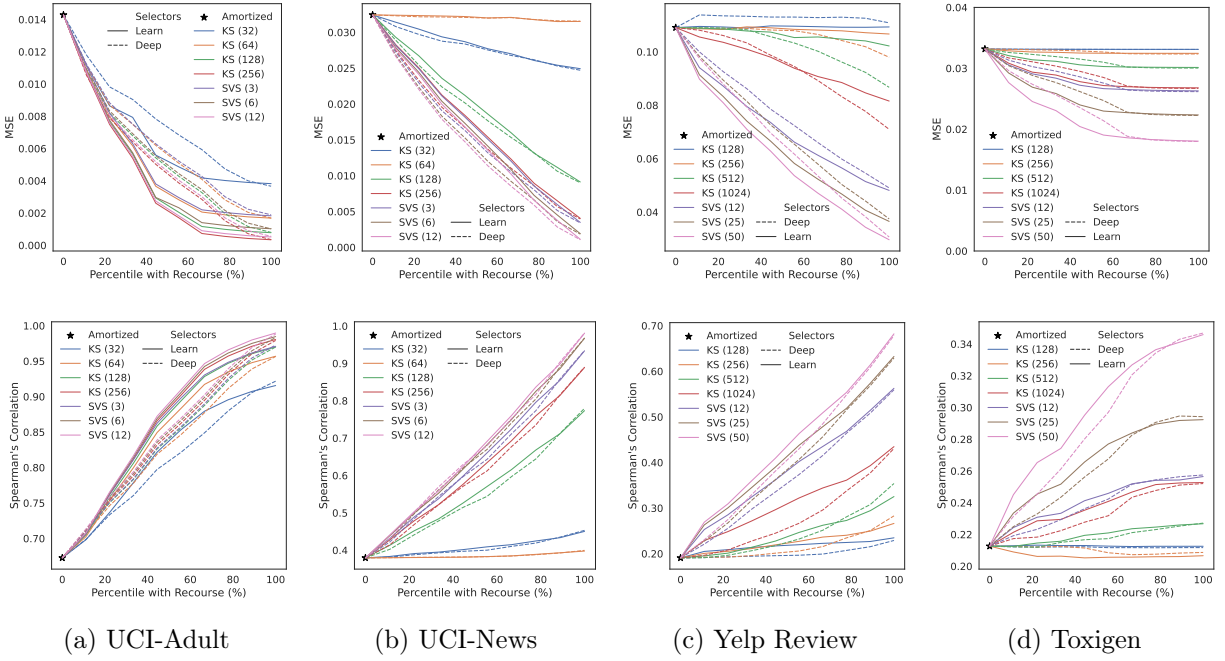 0.014
0.012
0.010
0.008
0.006
0.004
0.002
0.000
MSE
Selectors
Learn
Deep
Amortized
KS (32)
KS (64)
KS (128)
KS (256)
SVS (3)
SVS (6)
SVS (12)
0 20 40 60 80 100
Percentile with Recourse (%)
0.030
0.025
0.020
0.015
0.010
0.005
0.000
MSE
Amortized
KS (32)
KS (64)
KS (128)
KS (256)
SVS (3)
SVS (6)
SVS (12)
Selectors
Learn
Deep
0 20 40 60 80 100
Percentile with Recourse (%)
0.10
0.08
0.06
0.04
MSE
Amortized
KS (128)
KS (256)
KS (512)
KS (1024)
SVS (12)
SVS (25)
SVS (50)
Selectors
Deep
Learn
0 20 40 60 80 100
Percentile with Recourse (%)
0.04
0.03
0.02
0.01
0.00
MSE
Amortized
KS (128)
KS (256)
KS (512)
KS (1024)
SVS (12)
SVS (25)
SVS (50)
Selectors
Deep
Learn
0 20 40 60 80 100
Percentile with Recourse (%)
1.00
0.95
0.90
0.85
0.80
0.75
0.70
Spearman's Correlation
Amortized
KS (32)
KS (64)
KS (128)
KS (256)
SVS (3)
SVS (6)
SVS (12)
Selectors
Learn
Deep
0 20 40 60 80 100
Percentile with Recourse (%)
1.0
0.9
0.8
0.7
0.6
0.5
0.4
Spearman's Correlation
Amortized
KS (32)
KS (64)
KS (128)
KS (256)
SVS (3)
SVS (6)
SVS (12)
Selectors
Learn
Deep
0 20 40 60 80 100
Percentile with Recourse (%)
0.70
0.60
0.50
0.40
0.30
0.20
Spearman's Correlation
Amortized
KS (128)
KS (256)
KS (512)
KS (1024)
SVS (12)
SVS (25)
SVS (50)
Selectors
Deep
Learn
0 20 40 60 80 100
Percentile with Recourse (%)
0.34
0.32
0.30
0.28
0.26
0.24
0.22
0.20
Spearman's Correlation
Amortized
KS (128)
KS (256)
KS (512)
KS (1024)
SVS (12)
SVS (25)
SVS (50)
Selectors
Deep
Learn
0 20 40 60 80 100
Percentile with Recourse (%)
(a) UCI-Adult
(b) UCI-News
(c) Yelp Review
(d) Toxigen